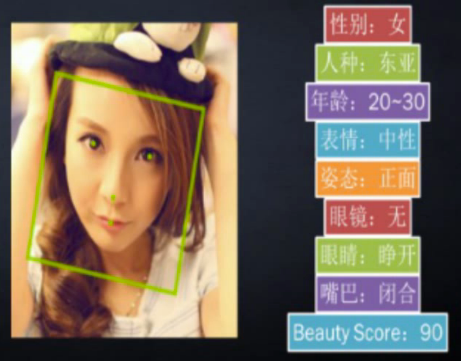 性别：女
人种：东亚
年龄：20~30
表情：中性
姿态：正面
眼镜：无
眼睛：睁开
嘴巴：闭合
Beauty Score：90